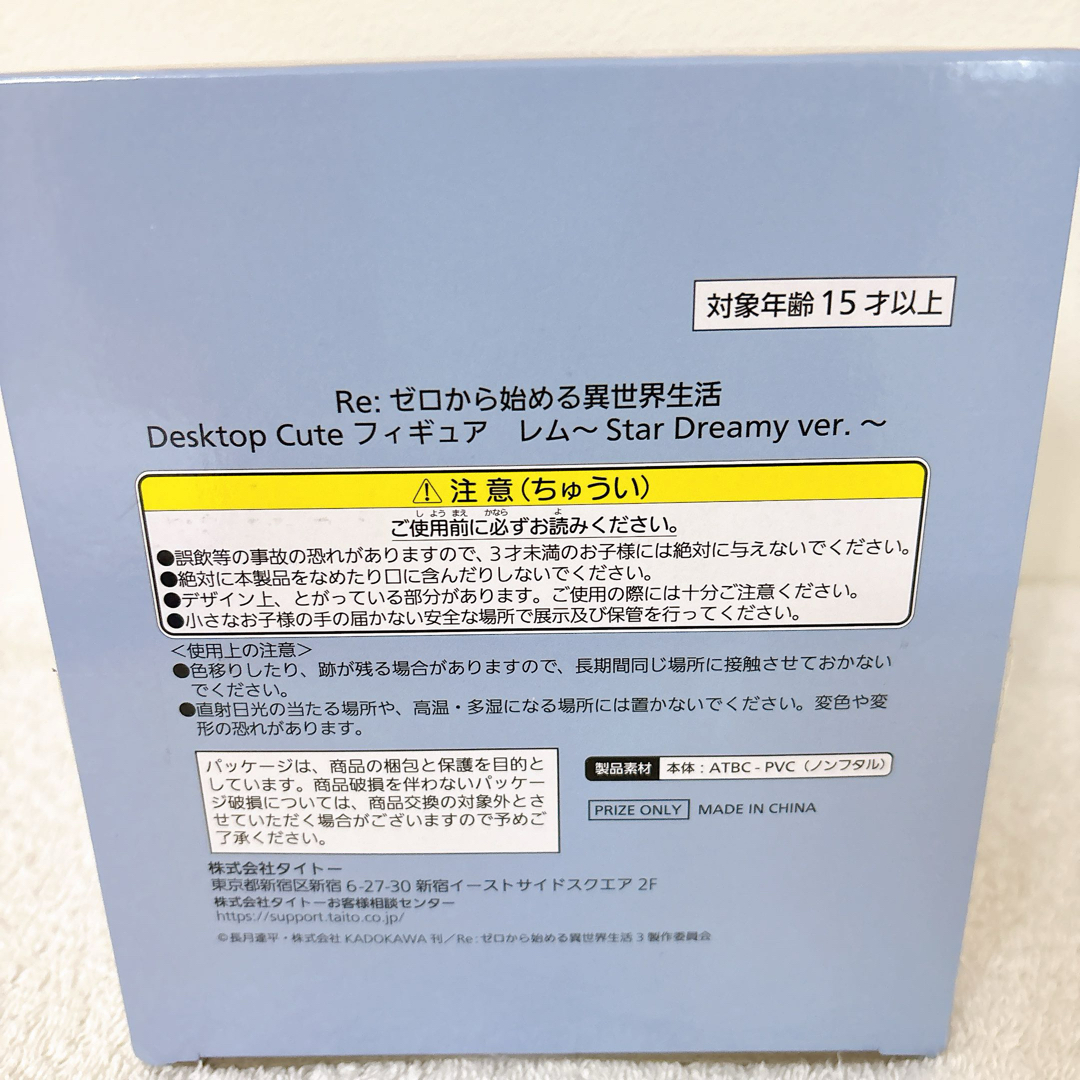 対象年齢 15 才以上
Re: ゼロから始める異世界生活
Desktop Cute フィギュア　レム～ Star Dreamy ver. ～
⚠ 注 意 (ちゅうい)
し よう まえ かなら よ
ご使用前に必ずお読みください。
●誤飲等の事故の恐れがありますので、3才未満のお子様には絶対に与えないでください。
●絶対に本製品をなめたり口に含んだりしないでください。
●デザイン上、とがっている部分があります。ご使用の際には十分ご注意ください。
●小さなお子様の手の届かない安全な場所で展示及び保管を行ってください。
＜使用上の注意＞
●色移りしたり、跡が残る場合がありますので、長期間同じ場所に接触させておかない
でください。
●直射日光の当たる場所や、高温・多湿になる場所には置かないでください。変色や変
形の恐れがあります。
パッケージは、商品の梱包と保護を目的と
しています。商品破損を伴わないパッケー
ジ破損については、商品交換の対象外とさ
せていただく場合がございますので予めご
了承ください。
製品素材 本体：ATBC - PVC（ノンフタル）
PRIZE ONLY MADE IN CHINA
株式会社タイトー
東京都新宿区新宿 6-27-30 新宿イーストサイドスクエア 2F
株式会社タイトーお客様相談センター
https://support.taito.co.jp/
©長月達平・株式会社 KADOKAWA 刊／Re: ゼロから始める異世界生活 3 製作委員会